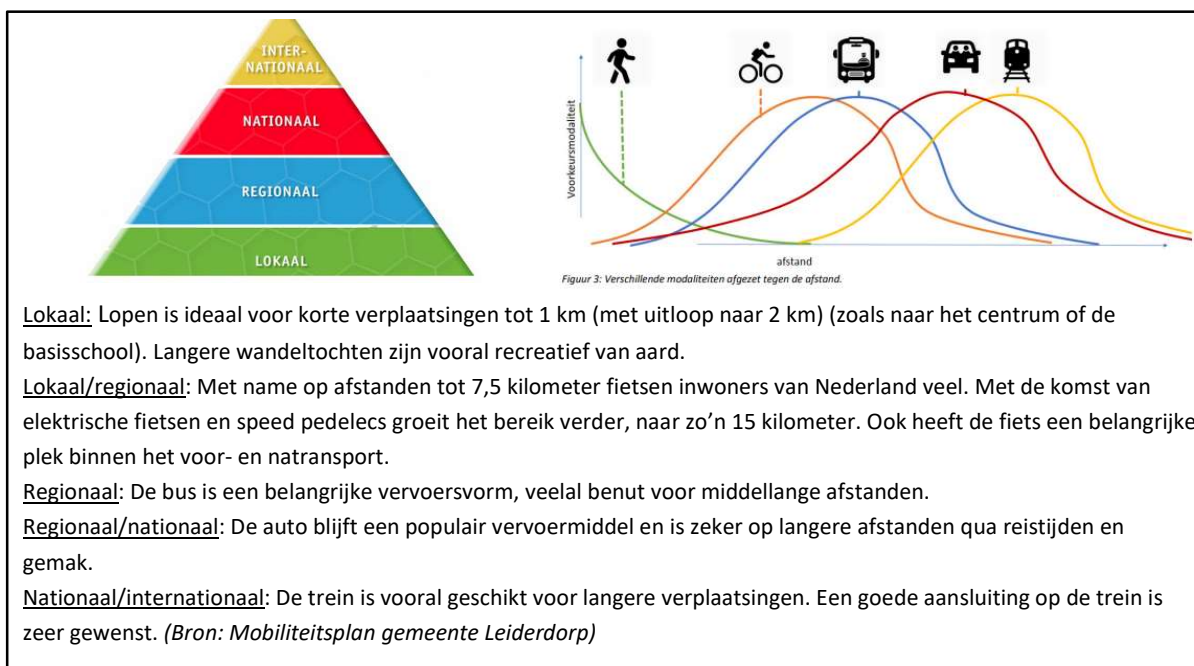 INTER-
NATIONAAL
NATIONAAL
REGIONAAL
LOKAAL
Voorkeursmodaliteit
afstand
Figuur 3: Verschillende modaliteiten afgezet tegen de afstand.
Lokaal: Lopen is ideaal voor korte verplaatsingen tot 1 km (met uitloop naar 2 km) (zoals naar het centrum of de
basisschool). Langere wandeltochten zijn vooral recreatief van aard.
Lokaal/regionaal: Met name op afstanden tot 7,5 kilometer fietsen inwoners van Nederland veel. Met de komst van
elektrische fietsen en speed pedelecs groeit het bereik verder, naar zo’n 15 kilometer. Ook heeft de fiets een belangrijke
plek binnen het voor- en natransport.
Regionaal: De bus is een belangrijke vervoersvorm, veelal benut voor middellange afstanden.
Regionaal/nationaal: De auto blijft een populair vervoermiddel en is zeker op langere afstanden qua reistijden en
gemak.
Nationaal/internationaal: De trein is vooral geschikt voor langere verplaatsingen. Een goede aansluiting op de trein is
zeer gewenst. (Bron: Mobiliteitsplan gemeente Leiderdorp)